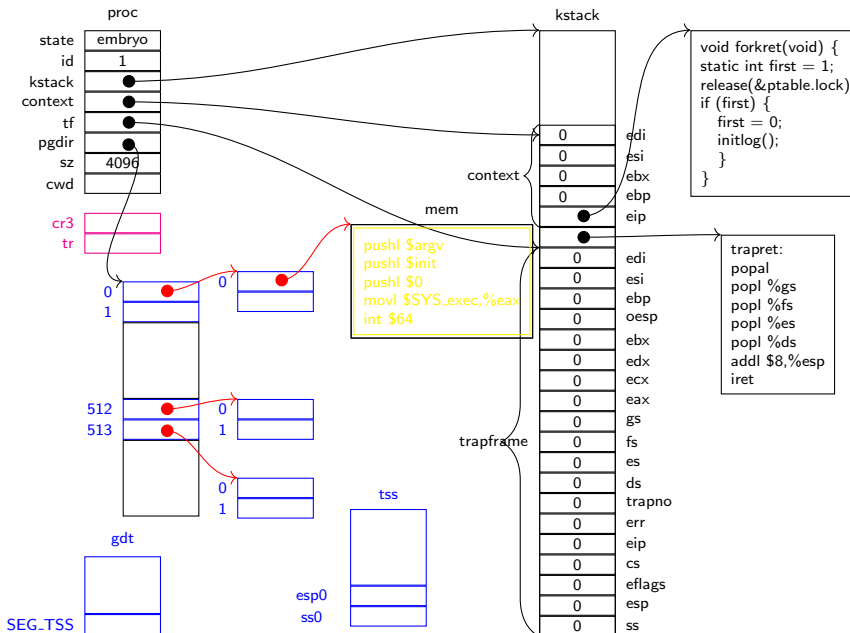 proc
state embryo
id 1
kstack
context
tf
pgdir
sz 4096
cwd
cr3
tr
0
1
512
513
0
0
1
0
1
gdt
SEG_TSS
mem
pushl $argv
pushl $init
pushl $0
movl $SYS_exec,%eax
int $64
tss
esp0
ss0
kstack
context
0 edi
0 esi
0 ebx
0 ebp
eip
trapframe
0 edi
0 esi
0 ebp
0 oesp
0 ebx
0 edx
0 ecx
0 eax
0 gs
0 fs
0 es
0 ds
0 trapno
0 err
0 eip
0 cs
0 eflags
0 esp
0 ss
void forkret(void) {
static int first = 1;
release(&ptable.lock)
if (first) {
first = 0;
initlog();
}
}
trapret:
popal
popl %gs
popl %fs
popl %es
popl %ds
addl $8,%esp
iret